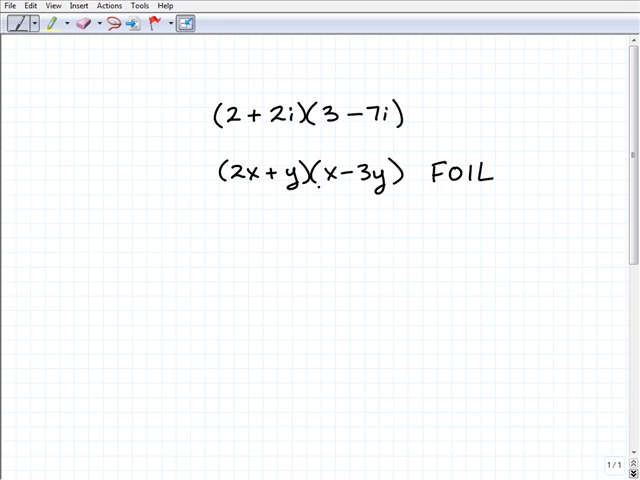 File Edit View Insert Actions Tools Help
(2 + 2i)(3 - 7i)
(2x + y)(x - 3y) FOIL
1 / 1